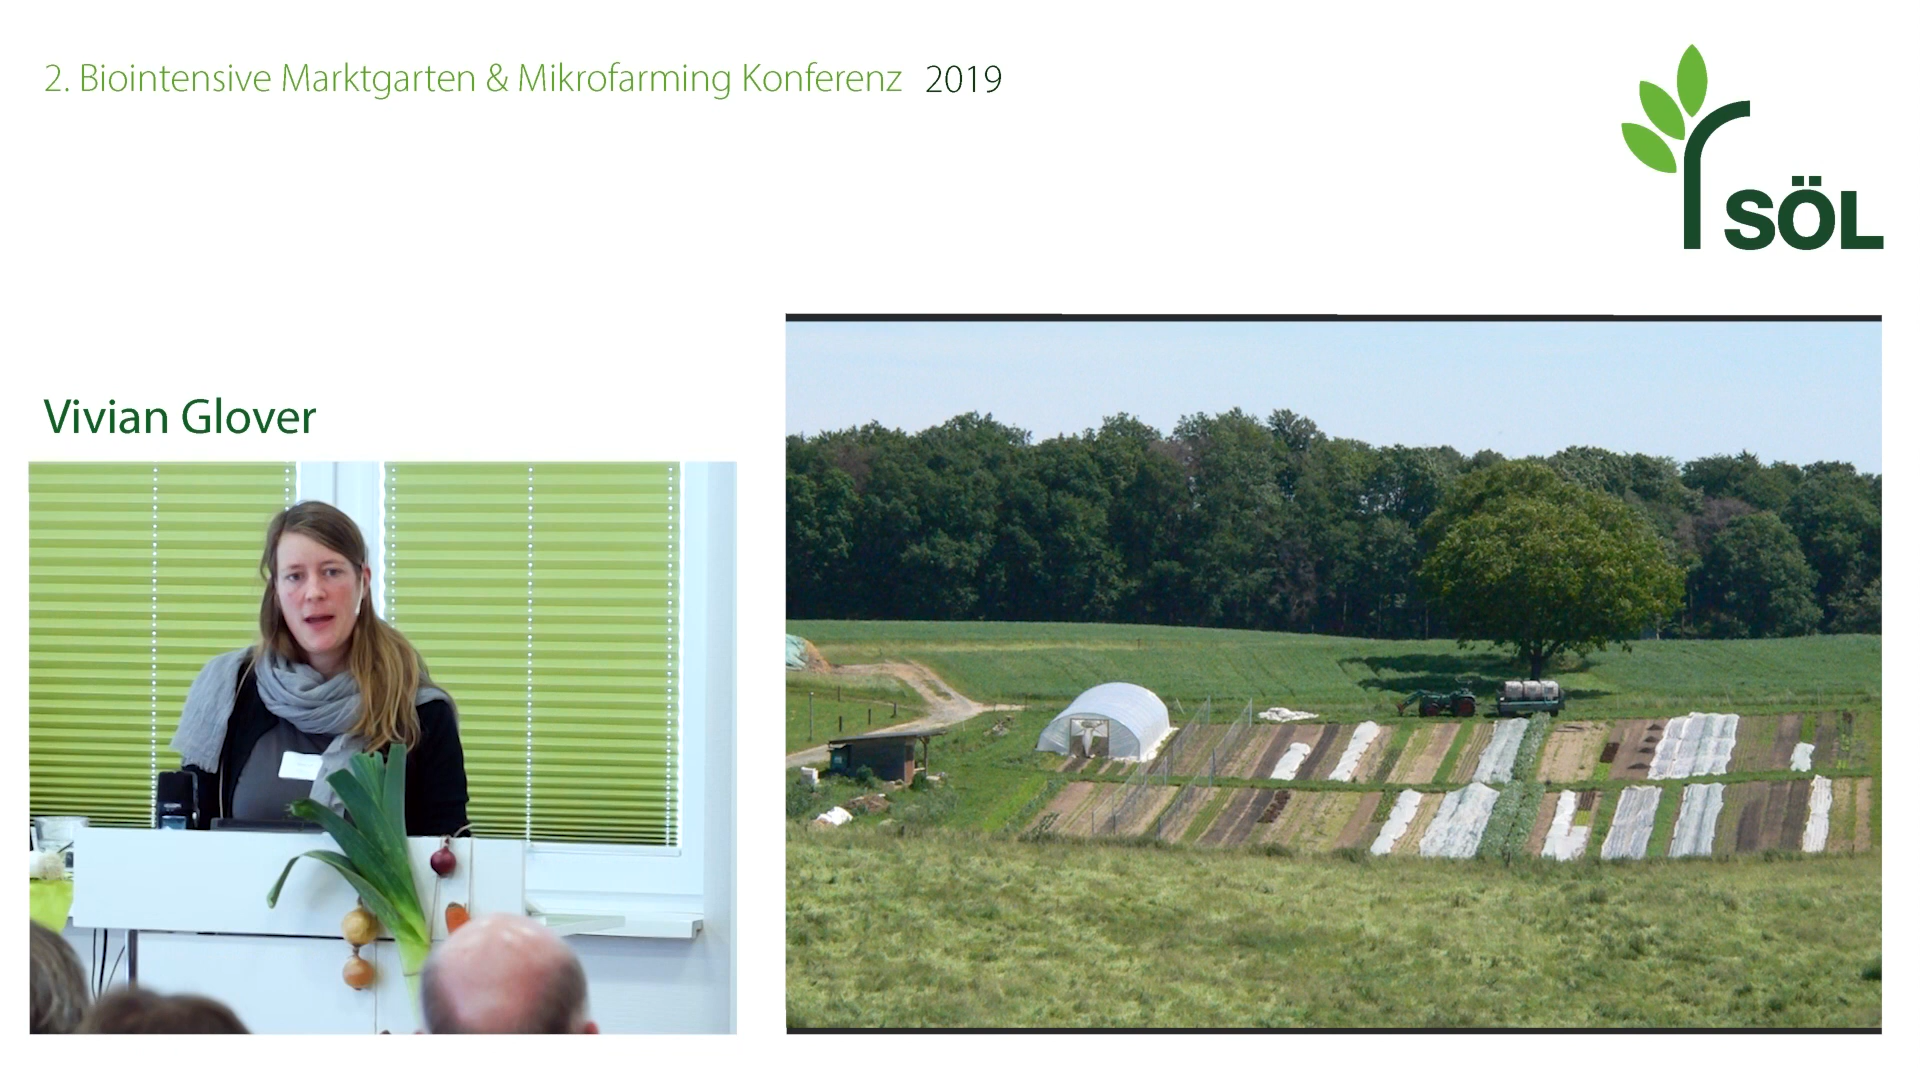 2. Biointensive Marktgarten & Mikrofarming Konferenz 2019
SÖL
Vivian Glover